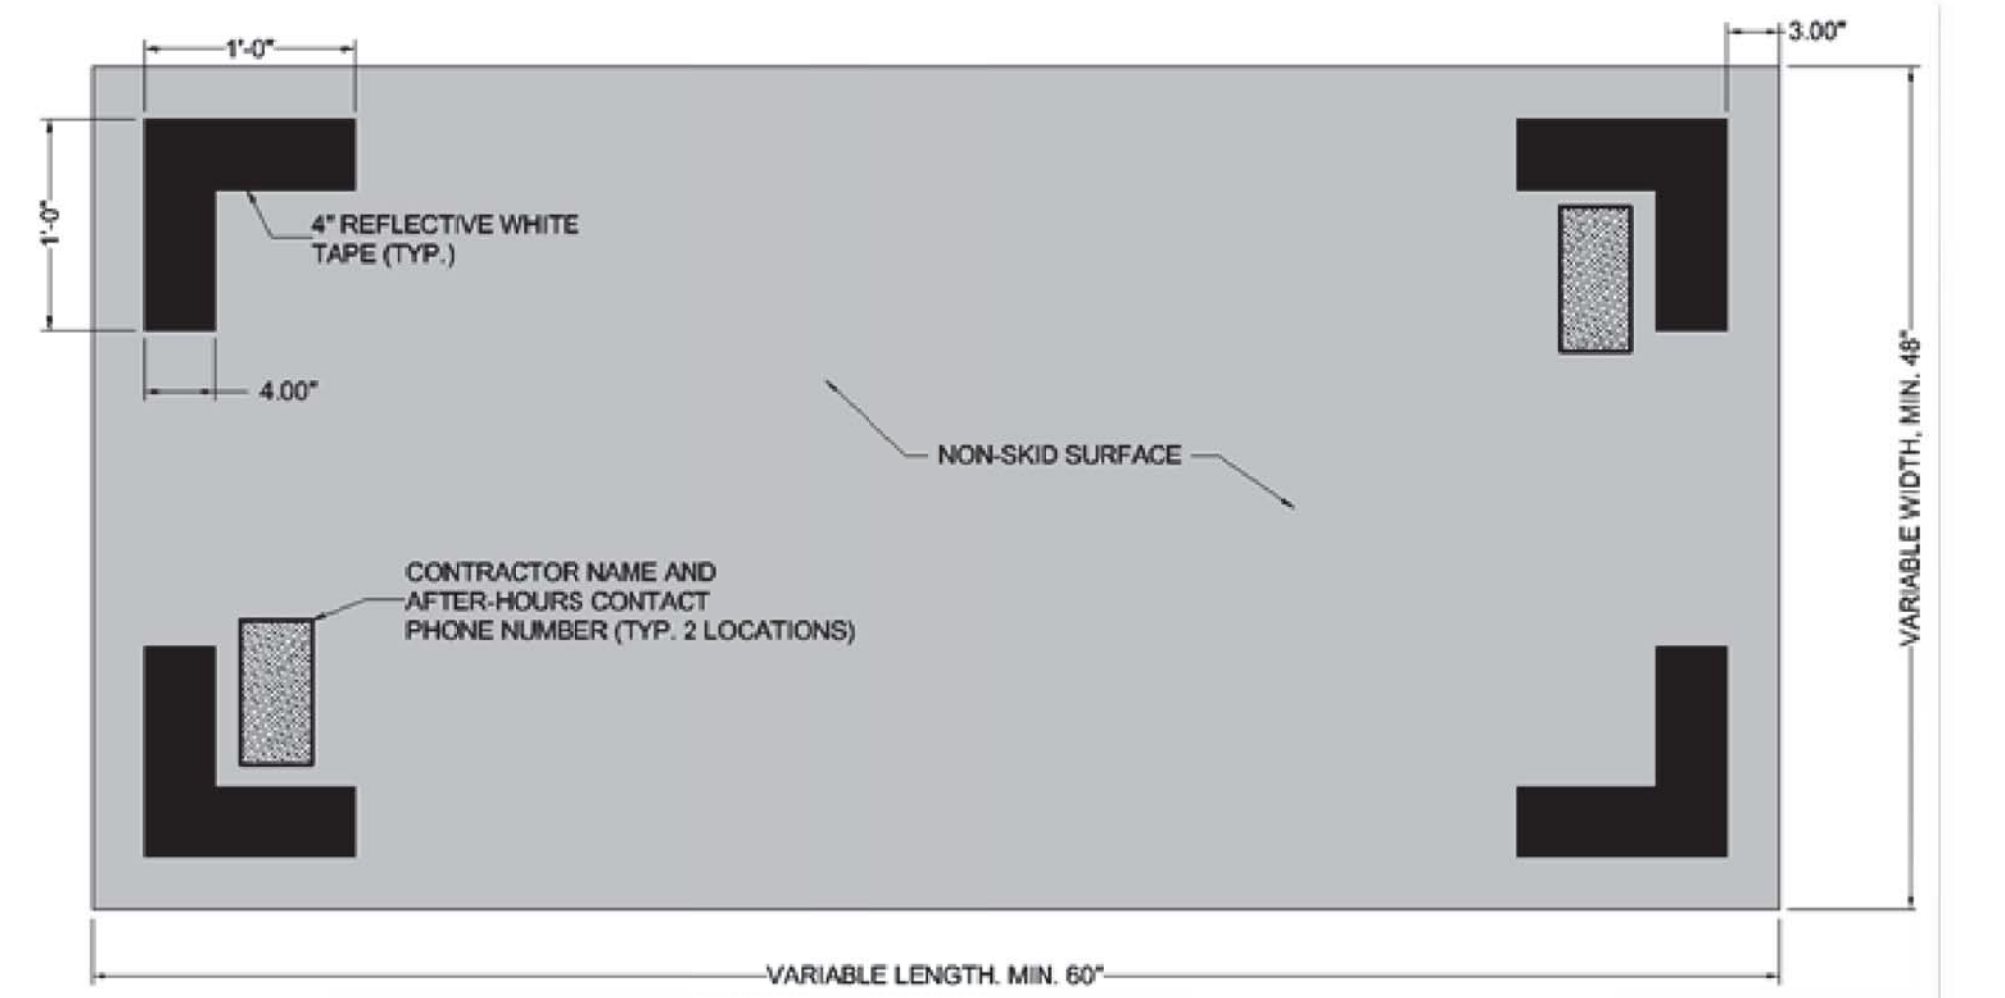 1'-0"
3.00"
1'-0"
4" REFLECTIVE WHITE
TAPE (TYP.)
4.00"
NON-SKID SURFACE
VARIABLE WIDTH, MIN. 48"
CONTRACTOR NAME AND
AFTER-HOURS CONTACT
PHONE NUMBER (TYP. 2 LOCATIONS)
VARIABLE LENGTH. MIN. 60"